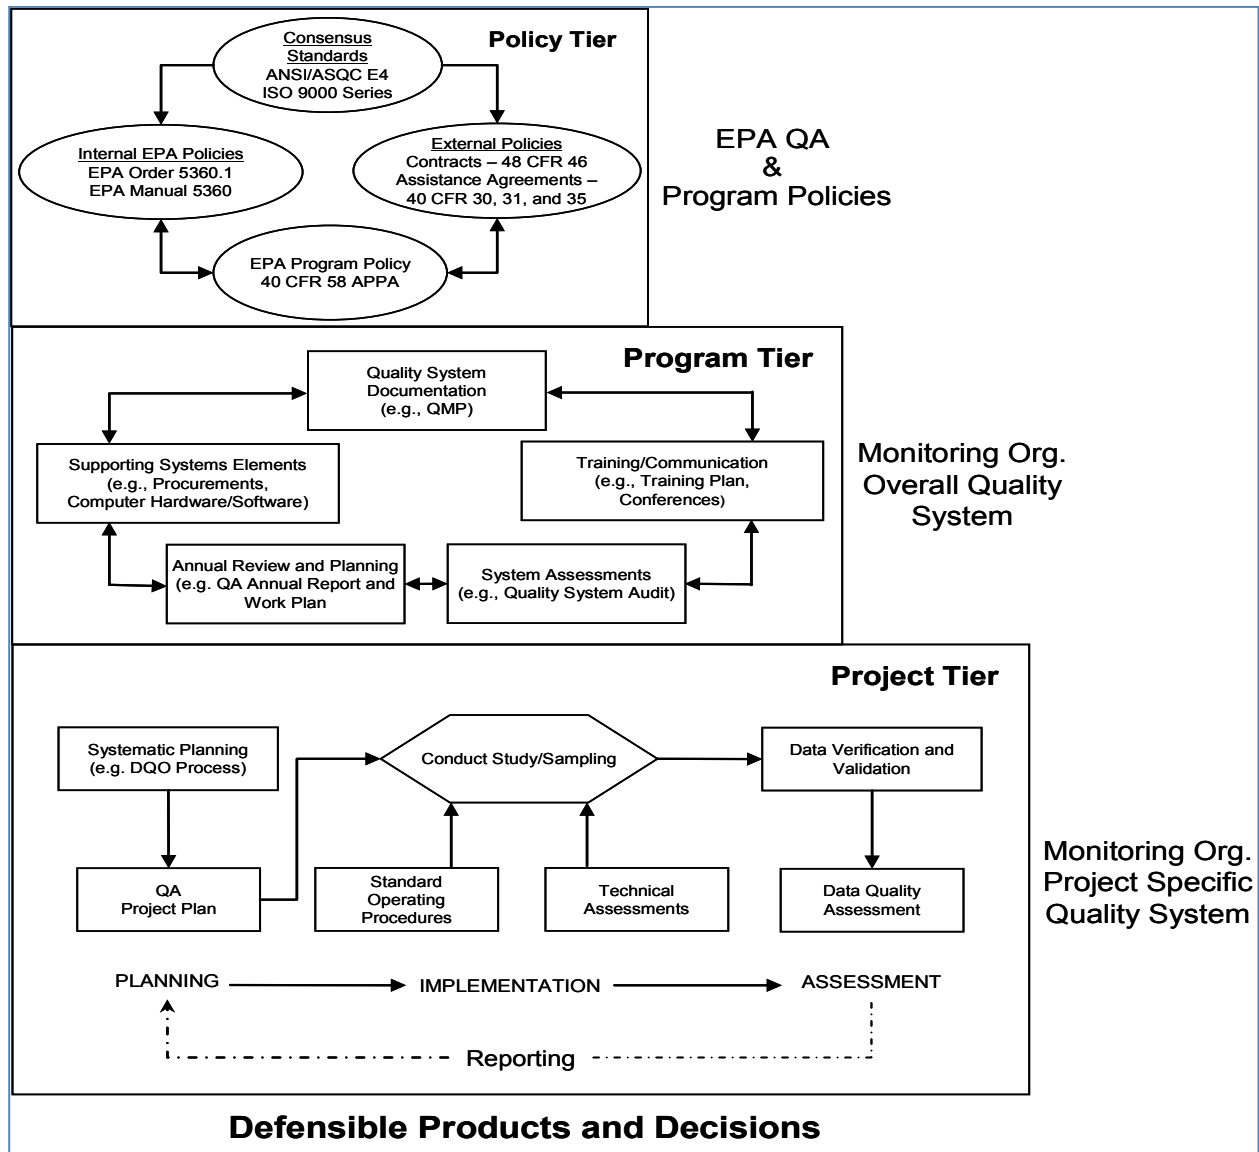 Policy Tier
Consensus
Standards
ANSI/ASQC E4
ISO 9000 Series
Internal EPA Policies
EPA Order 5360.1
EPA Manual 5360
External Policies
Contracts – 48 CFR 46
Assistance Agreements –
40 CFR 30, 31, and 35
EPA Program Policy
40 CFR 58 APPA
EPA QA
&
Program Policies
Program Tier
Quality System
Documentation
(e.g., QMP)
Supporting Systems Elements
(e.g., Procurements,
Computer Hardware/Software)
Training/Communication
(e.g., Training Plan,
Conferences)
Annual Review and Planning
(e.g. QA Annual Report and
Work Plan
System Assessments
(e.g., Quality System Audit)
Monitoring Org.
Overall Quality
System
Project Tier
Systematic Planning
(e.g. DQO Process)
Conduct Study/Sampling
Data Verification and
Validation
QA
Project Plan
Standard
Operating
Procedures
Technical
Assessments
Data Quality
Assessment
PLANNING
IMPLEMENTATION
ASSESSMENT
Reporting
Monitoring Org.
Project Specific
Quality System
Defensible Products and Decisions